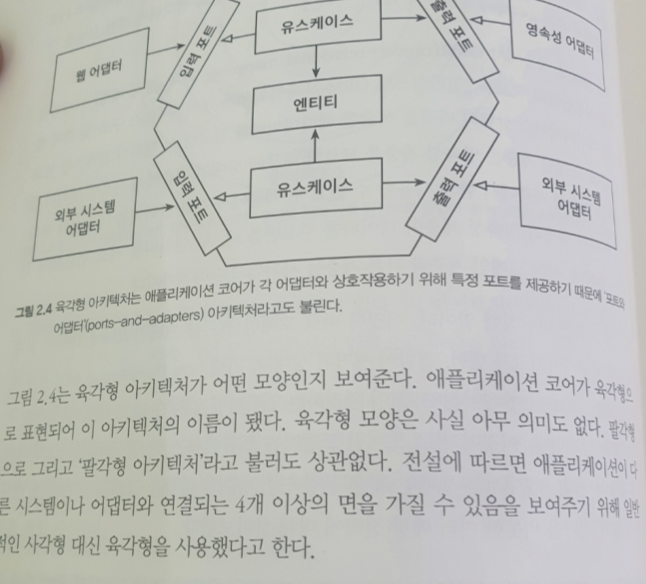 유스케이스
출력 포트
영속성 어댑터
웹 어댑터
입력 포트
엔티티
외부 시스템
어댑터
입력 포트
유스케이스
출력 포트
외부 시스템
어댑터
그림 2.4 육각형 아키텍처는 애플리케이션 코어가 각 어댑터와 상호작용하기 위해 특정 포트를 제공하기 때문에 '포트와
어댑터'(ports-and-adapters) 아키텍처라고도 불린다.
그림 2.4는 육각형 아키텍처가 어떤 모양인지 보여준다. 애플리케이션 코어가 육각형으
로 표현되어 이 아키텍처의 이름이 됐다. 육각형 모양은 사실 아무 의미도 없다. 팔각형
으로 그리고 '팔각형 아키텍처'라고 불러도 상관없다. 전설에 따르면 애플리케이션이 다
른 시스템이나 어댑터와 연결되는 4개 이상의 면을 가질 수 있음을 보여주기 위해 일반
적인 사각형 대신 육각형을 사용했다고 한다.